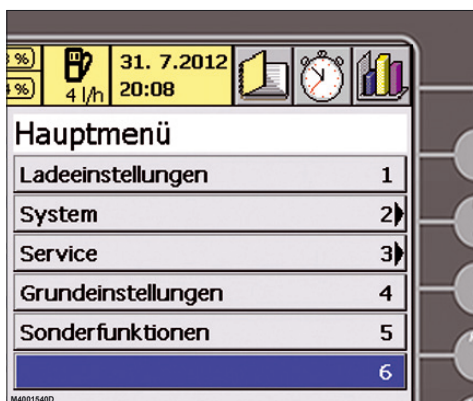 %)
31. 7.2012
%)
4 l/h
20:08
Hauptmenü
Ladeeinstellungen 1
System 2
Service 3
Grundeinstellungen 4
Sonderfunktionen 5
6
M4001540D